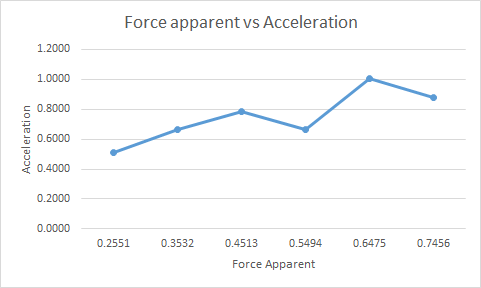 Force apparent vs Acceleration
1.2000
1.0000
0.8000
0.6000
0.4000
0.2000
0.0000
Acceleration
0.2551 0.3532 0.4513 0.5494 0.6475 0.7456
Force Apparent